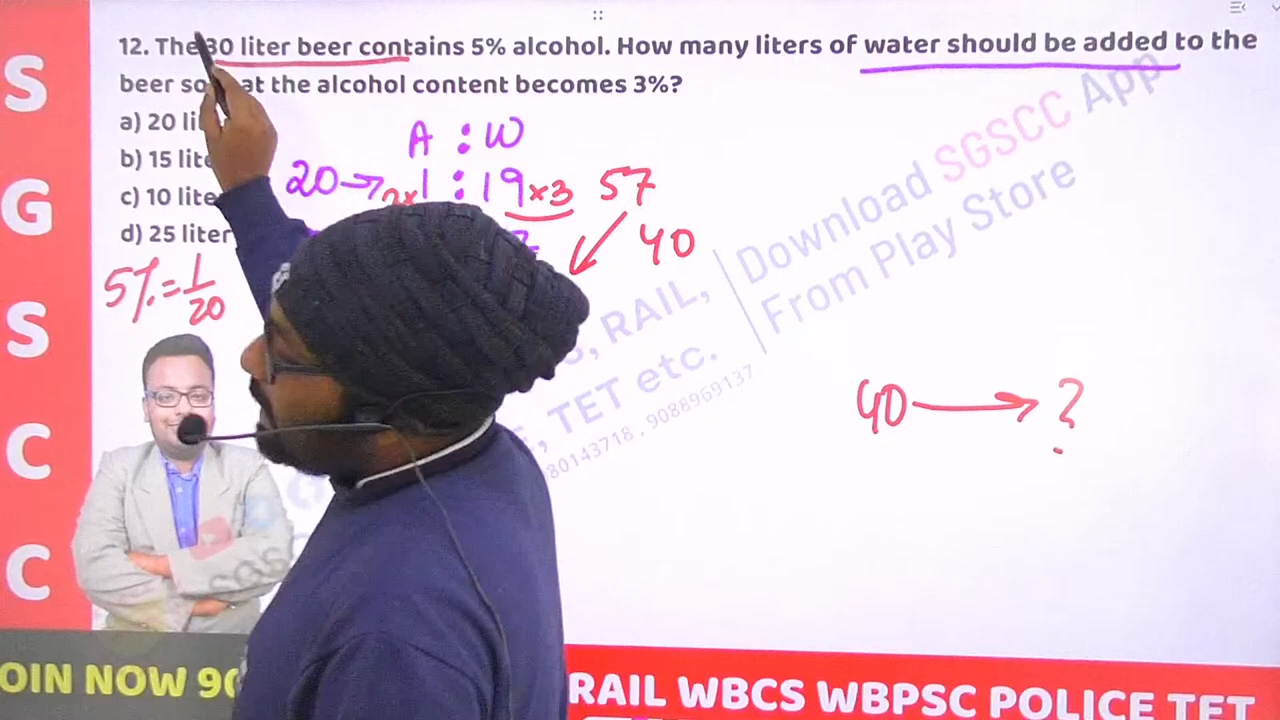 S
G
S
C
C
12. The 30 liter beer contains 5% alcohol. How many liters of water should be added to the
beer so at the alcohol content becomes 3%?
a) 20 li
b) 15 lite
c) 10 lite
d) 25 liter
A : W
20 → 1 : 19 ×3 57
40
5% = 1/20
40 → ?
Download SGSCC App
From Play Store
, RAIL,
, TET etc.
80143718 , 9088969137
OIN NOW 90
RAIL WBCS WBPSC POLICE TET